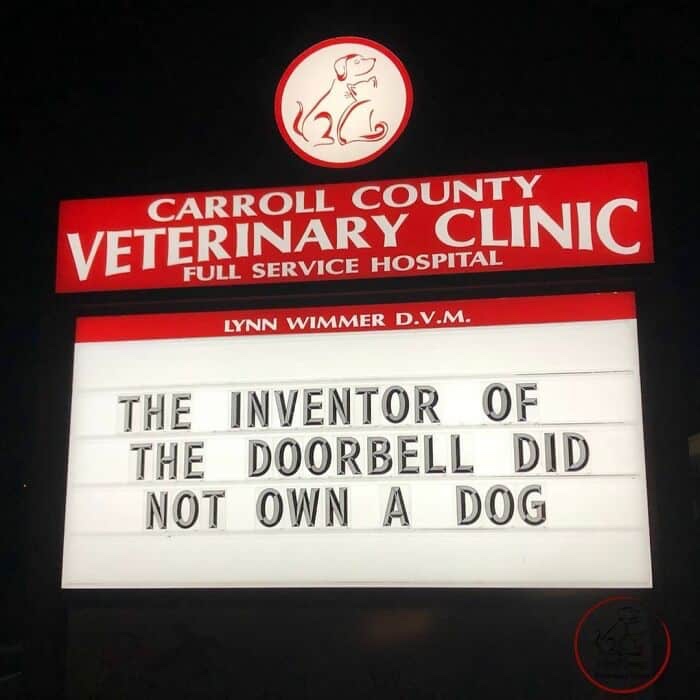 CARROLL COUNTY
VETERINARY CLINIC
FULL SERVICE HOSPITAL
LYNN WIMMER D.V.M.
THE INVENTOR OF
THE DOORBELL DID
NOT OWN A DOG